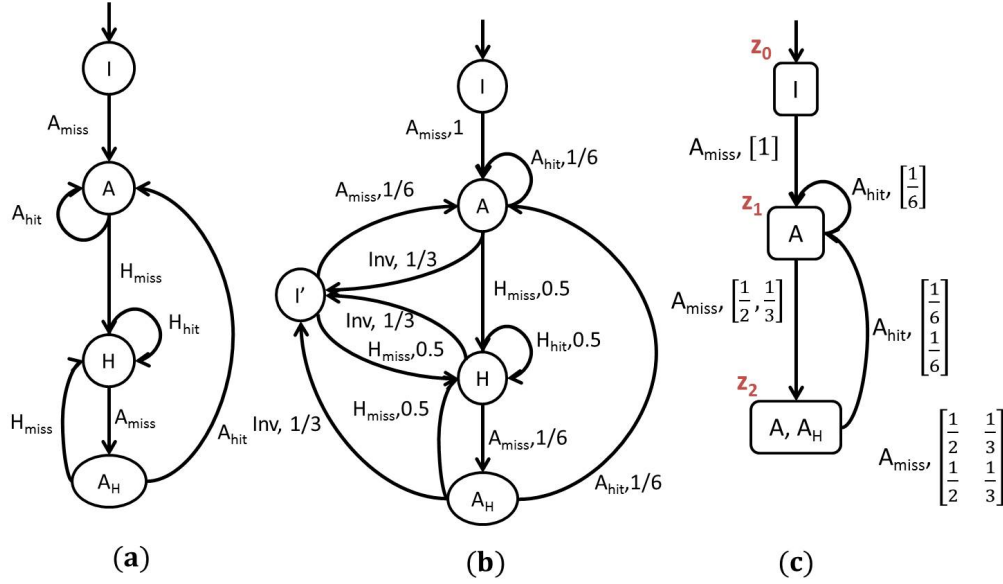 I
A_miss
A
A_hit
H_miss
H
H_hit
H_miss
A_miss
A_hit
A_H
(a)
I
A_miss,1
A_hit,1/6
A_miss,1/6
A
Inv, 1/3
I'
H_miss,0.5
Inv, 1/3
H_hit,0.5
H_miss,0.5
H
H_miss,0.5
Inv, 1/3
A_miss,1/6
A_hit,1/6
A_H
(b)
z_0
I
A_miss, [1]
A_hit, [1/6]
z_1
A
A_miss, [1/2, 1/3]
A_hit, [1/6
1/6]
z_2
A, A_H
A_miss, [1/2 1/3
1/2 1/3]
(c)